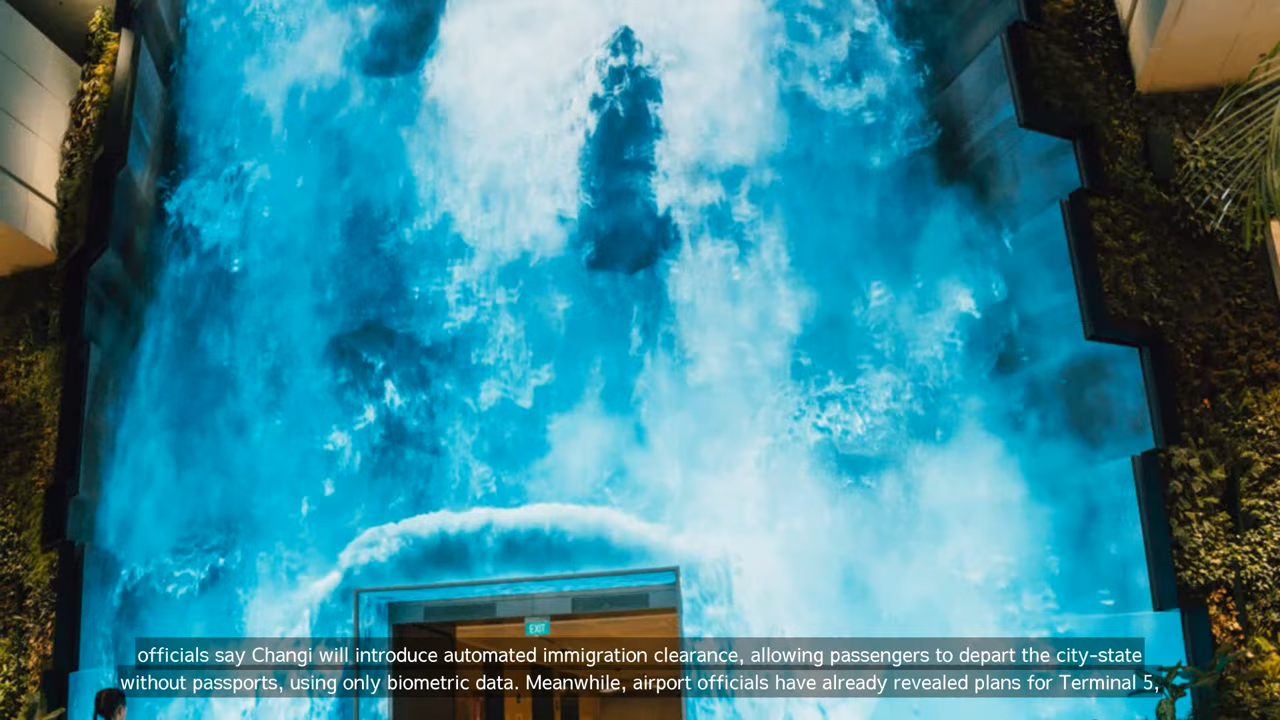 EXIT
officials say Changi will introduce automated immigration clearance, allowing passengers to depart the city-state
without passports, using only biometric data. Meanwhile, airport officials have already revealed plans for Terminal 5,